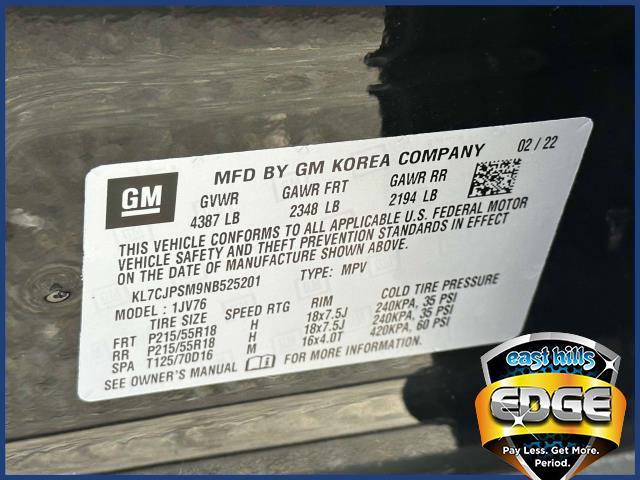 GM
MFD BY GM KOREA COMPANY
02 / 22
GVWR GAWR FRT GAWR RR
4387 LB 2348 LB 2194 LB
THIS VEHICLE CONFORMS TO ALL APPLICABLE U.S. FEDERAL MOTOR
VEHICLE SAFETY AND THEFT PREVENTION STANDARDS IN EFFECT
ON THE DATE OF MANUFACTURE SHOWN ABOVE.
KL7CJPSM9NB525201 TYPE: MPV
MODEL: 1JV76
TIRE SIZE SPEED RTG RIM COLD TIRE PRESSURE
FRT P215/55R18 H 18x7.5J 240KPA, 35 PSI
RR P215/55R18 H 18x7.5J 240KPA, 35 PSI
SPA T125/70D16 M 16x4.0T 420KPA, 60 PSI
SEE OWNER'S MANUAL FOR MORE INFORMATION.
east hills
EDGE
Pay Less. Get More.
Period.